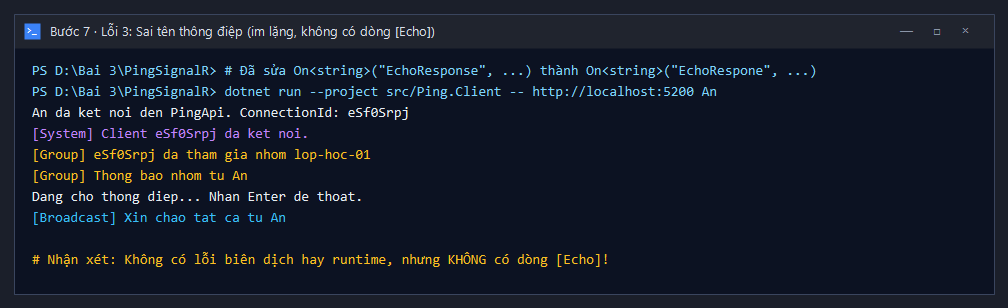 Bước 7 · Lỗi 3: Sai tên thông điệp (im lặng, không có dòng [Echo])
PS D:\Bai 3\PingSignalR> # Đã sửa On<string>("EchoResponse", ...) thành On<string>("EchoRespone", ...)
PS D:\Bai 3\PingSignalR> dotnet run --project src/Ping.Client -- http://localhost:5200 An
An da ket noi den PingApi. ConnectionId: eSf0Srpj
[System] Client eSf0Srpj da ket noi.
[Group] eSf0Srpj da tham gia nhom lop-hoc-01
[Group] Thong bao nhom tu An
Dang cho thong diep... Nhan Enter de thoat.
[Broadcast] Xin chao tat ca tu An
# Nhận xét: Không có lỗi biên dịch hay runtime, nhưng KHÔNG có dòng [Echo]!